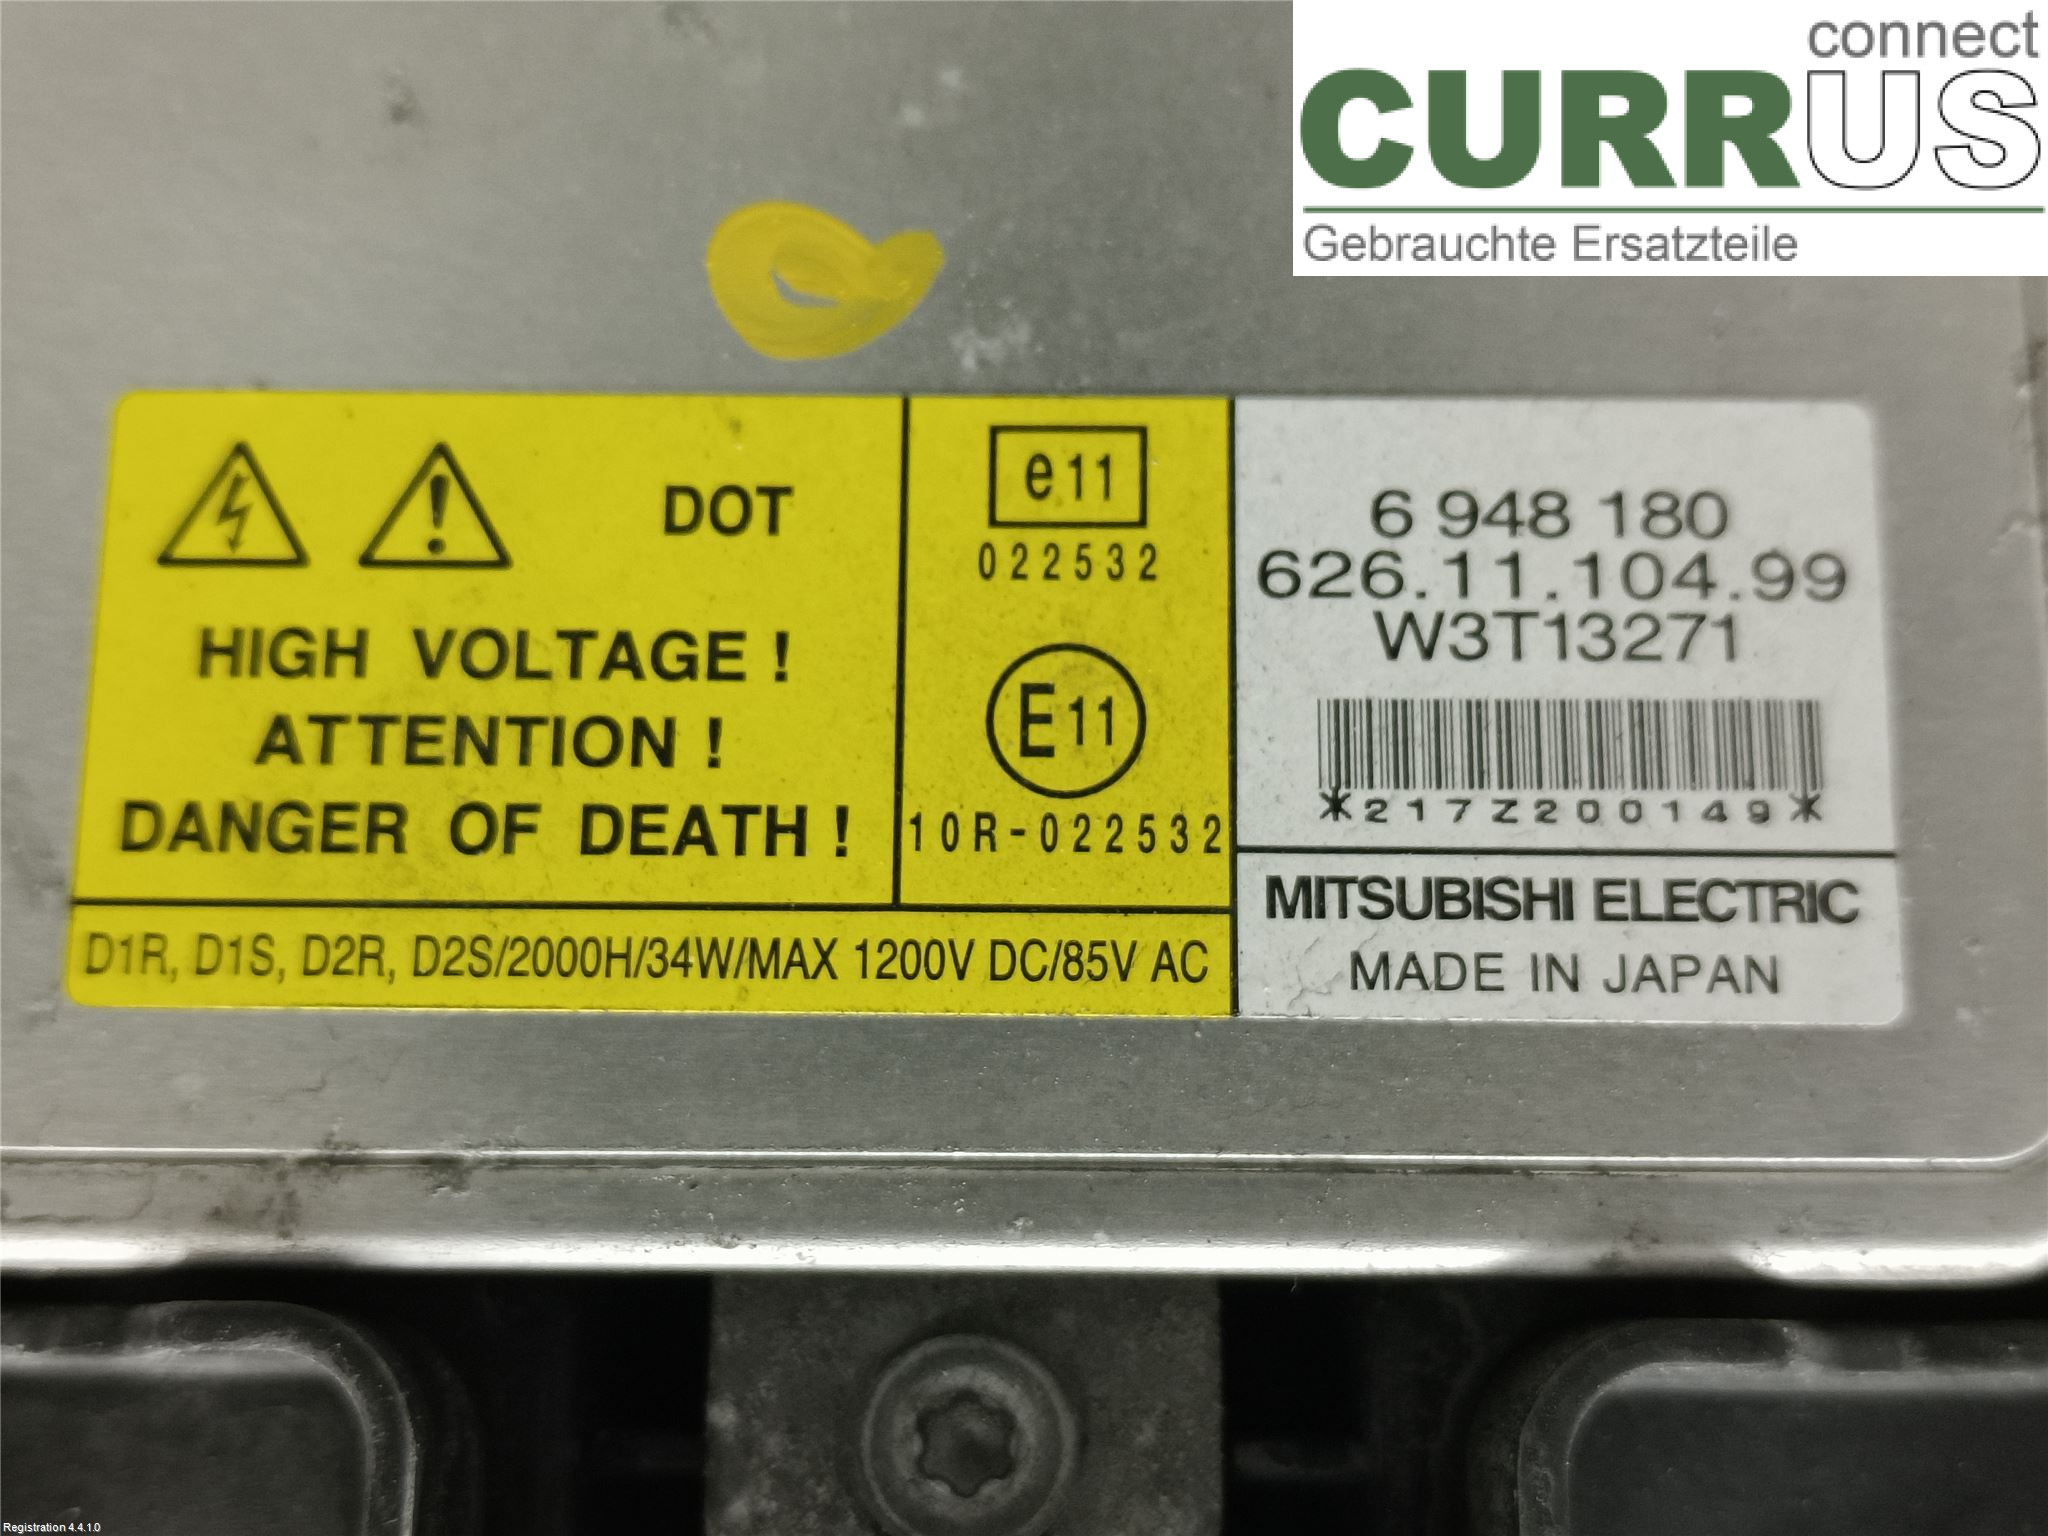 connect
CURRUS
Gebrauchte Ersatzteile
DOT
HIGH VOLTAGE !
ATTENTION !
DANGER OF DEATH !
e11
022532
E11
10R-022532
D1R, D1S, D2R, D2S/2000H/34W/MAX 1200V DC/85V AC
6 948 180
626.11.104.99
W3T13271
*217Z200149*
MITSUBISHI ELECTRIC
MADE IN JAPAN
Registration 4.4.1.0